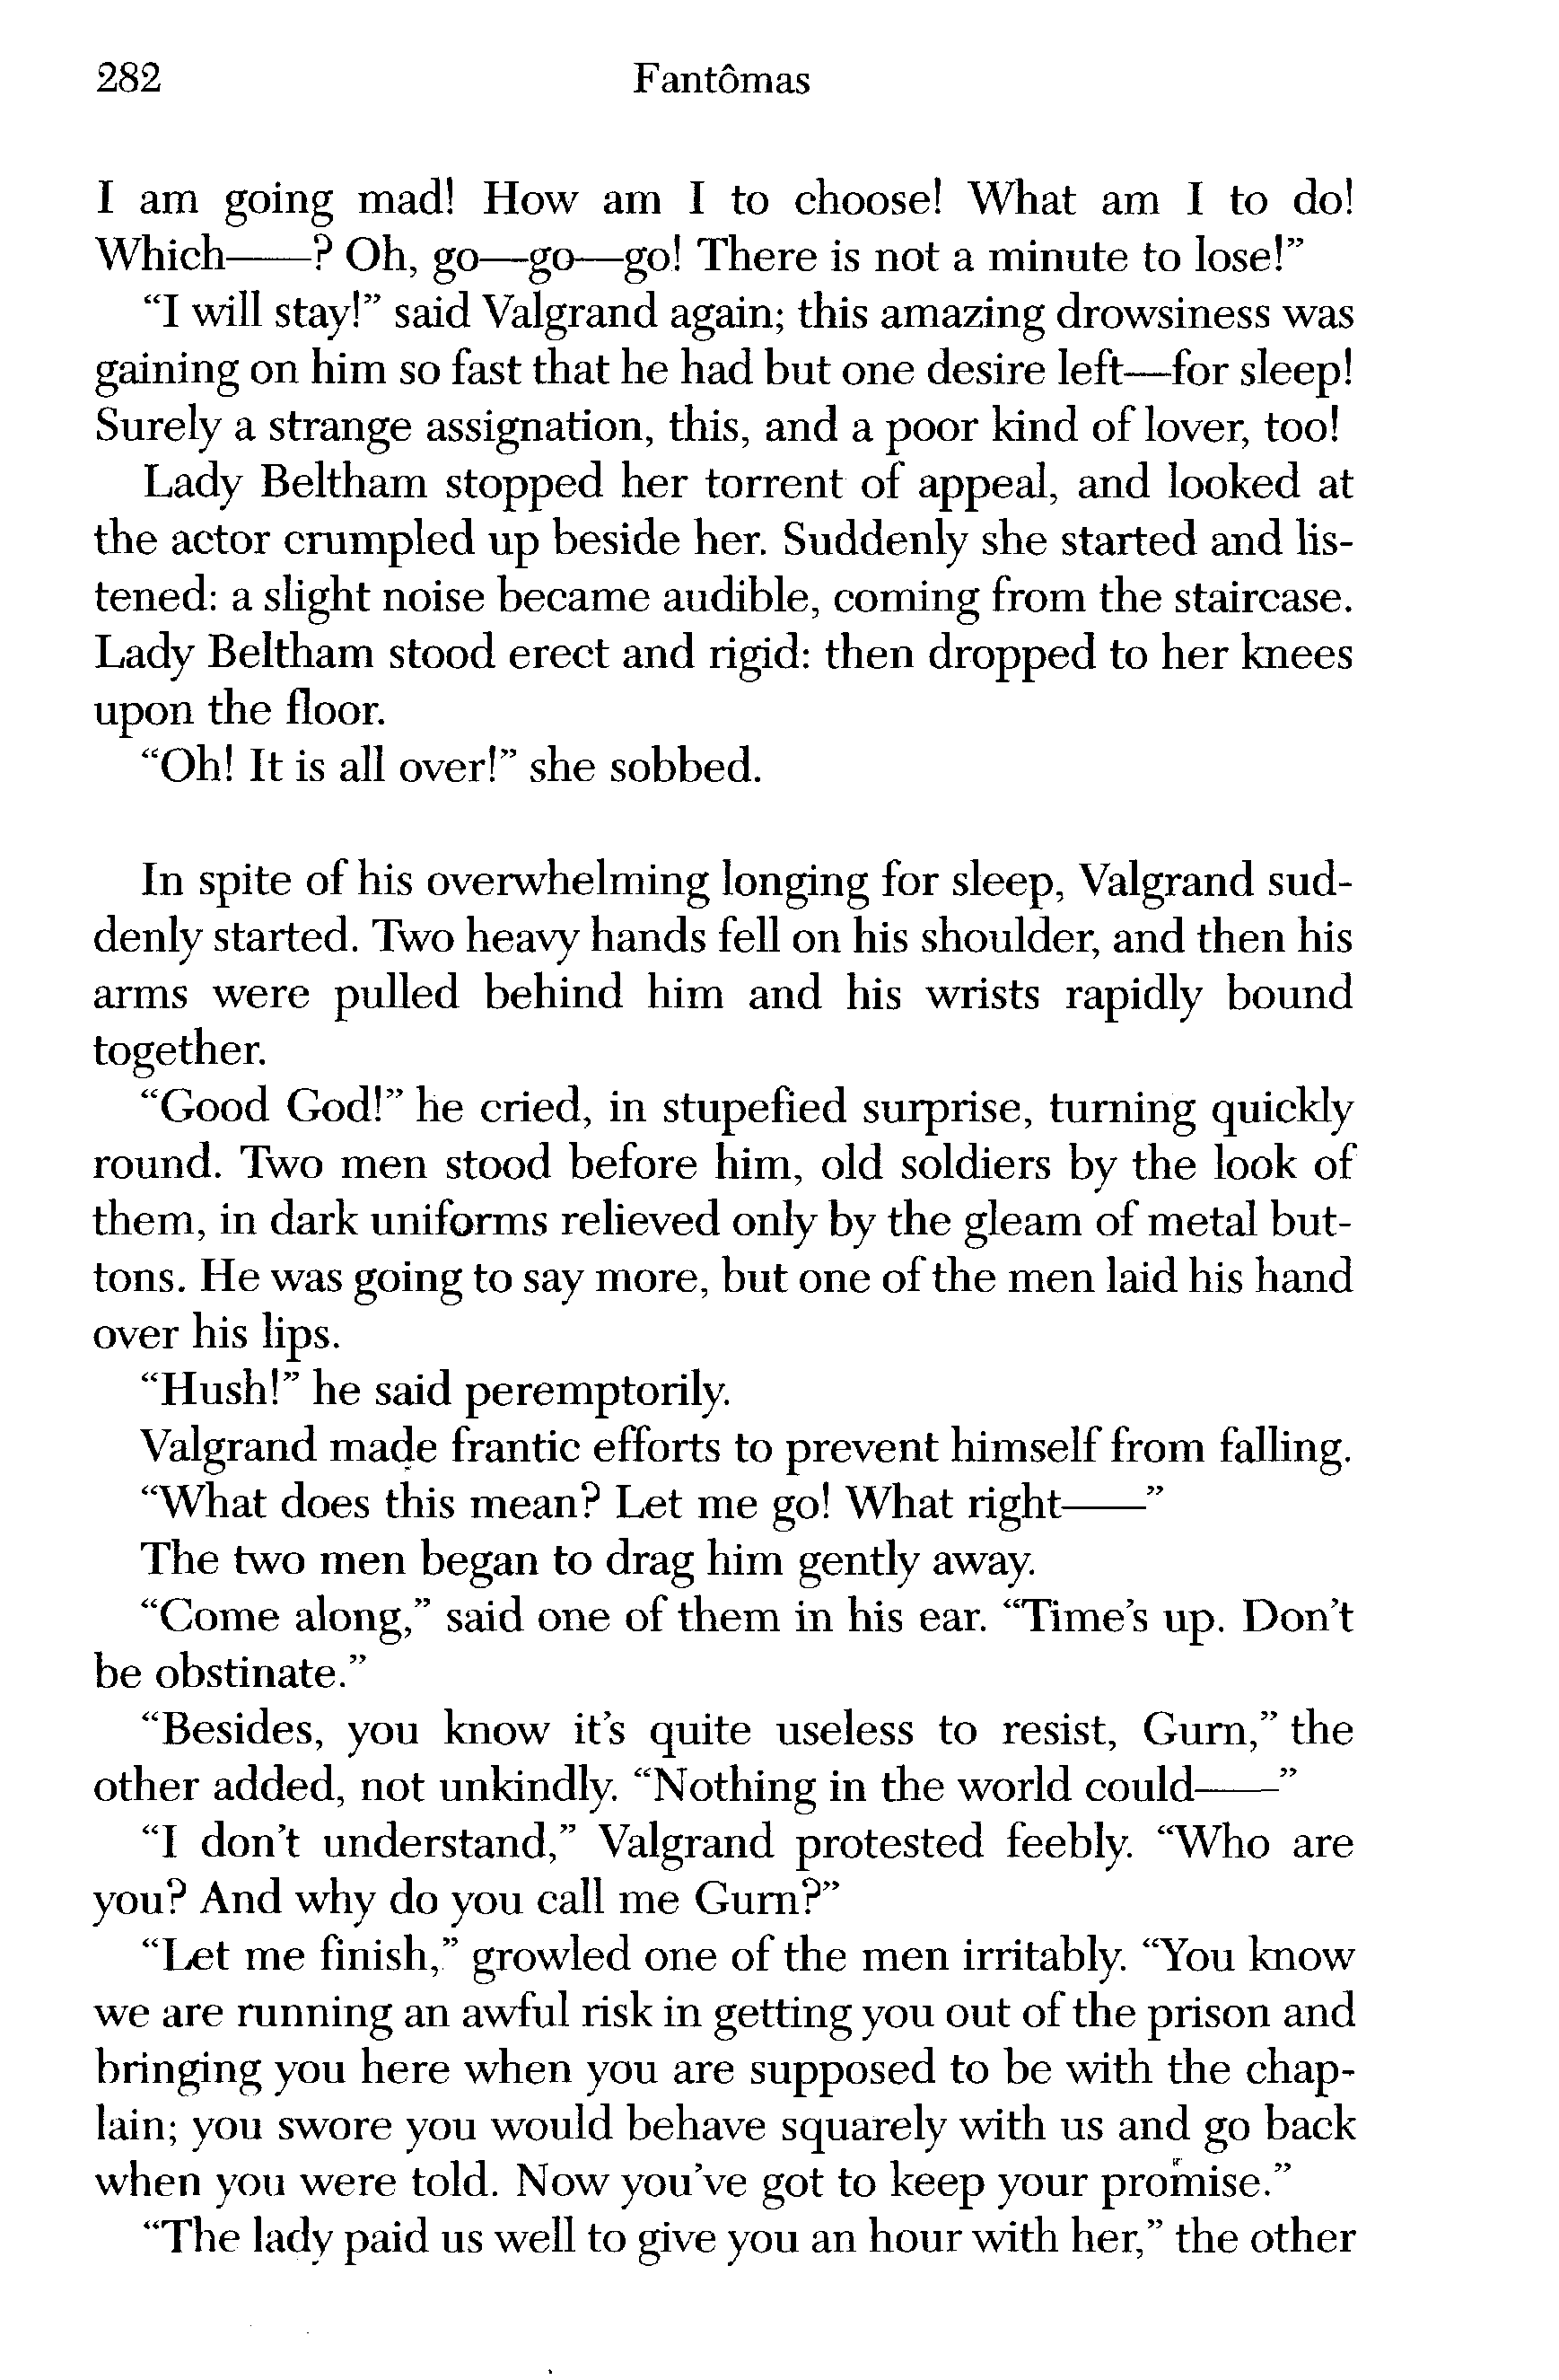 282 Fantômas
I am going mad! How am I to choose! What am I to do!
Which——? Oh, go—go—go! There is not a minute to lose!”
“I will stay!” said Valgrand again; this amazing drowsiness was
gaining on him so fast that he had but one desire left—for sleep!
Surely a strange assignation, this, and a poor kind of lover, too!
Lady Beltham stopped her torrent of appeal, and looked at
the actor crumpled up beside her. Suddenly she started and lis-
tened: a slight noise became audible, coming from the staircase.
Lady Beltham stood erect and rigid: then dropped to her knees
upon the floor.
“Oh! It is all over!” she sobbed.
In spite of his overwhelming longing for sleep, Valgrand sud-
denly started. Two heavy hands fell on his shoulder, and then his
arms were pulled behind him and his wrists rapidly bound
together.
“Good God!” he cried, in stupefied surprise, turning quickly
round. Two men stood before him, old soldiers by the look of
them, in dark uniforms relieved only by the gleam of metal but-
tons. He was going to say more, but one of the men laid his hand
over his lips.
“Hush!” he said peremptorily.
Valgrand made frantic efforts to prevent himself from falling.
“What does this mean? Let me go! What right——”
The two men began to drag him gently away.
“Come along,” said one of them in his ear. “Time’s up. Don’t
be obstinate.”
“Besides, you know it’s quite useless to resist, Gurn,” the
other added, not unkindly. “Nothing in the world could——”
“I don’t understand,” Valgrand protested feebly. “Who are
you? And why do you call me Gurn?”
“Let me finish,” growled one of the men irritably. “You know
we are running an awful risk in getting you out of the prison and
bringing you here when you are supposed to be with the chap-
lain; you swore you would behave squarely with us and go back
when you were told. Now you’ve got to keep your promise.”
“The lady paid us well to give you an hour with her,” the other